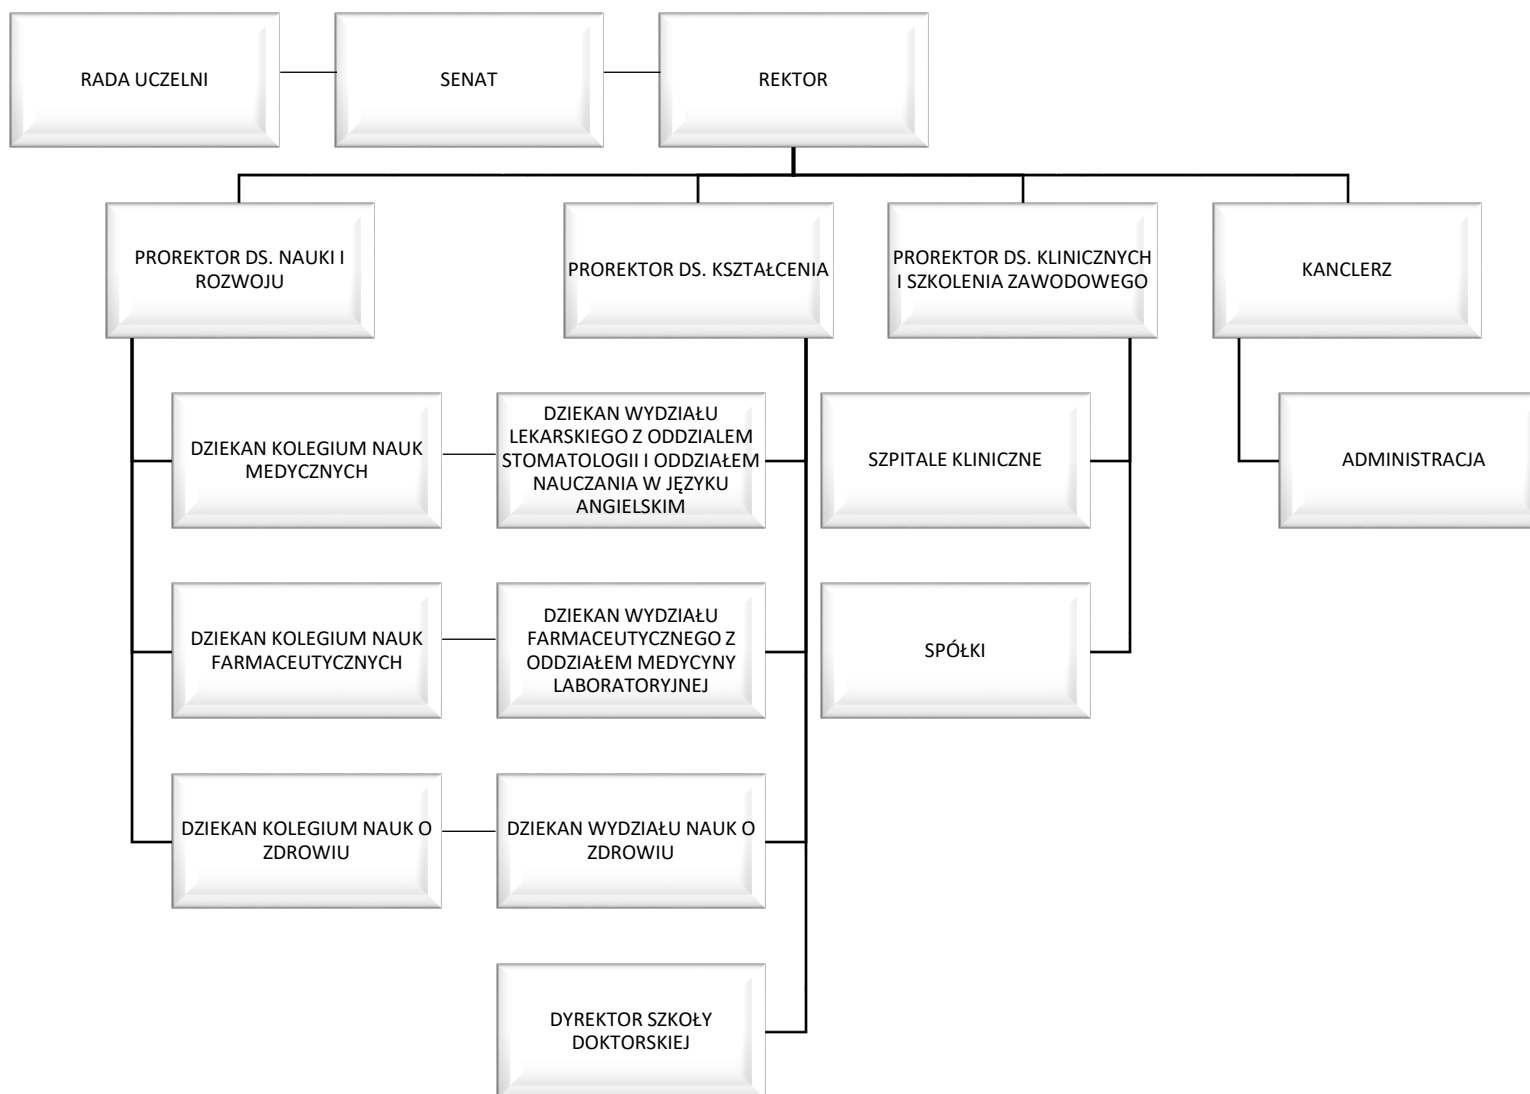 RADA UCZELNI
SENAT
REKTOR
PROREKTOR DS. NAUKI I
ROZWOJU
PROREKTOR DS. KSZTAŁCENIA
PROREKTOR DS. KLINICZNYCH
I SZKOLENIA ZAWODOWEGO
KANCLERZ
DZIEKAN KOLEGIUM NAUK
MEDYCZNYCH
DZIEKAN WYDZIAŁU
LEKARSKIEGO Z ODDZIALEM
STOMATOLOGII I ODDZIAŁEM
NAUCZANIA W JĘZYKU
ANGIELSKIM
SZPITALE KLINICZNE
ADMINISTRACJA
DZIEKAN KOLEGIUM NAUK
FARMACEUTYCZNYCH
DZIEKAN WYDZIAŁU
FARMACEUTYCZNEGO Z
ODDZIAŁEM MEDYCYNY
LABORATORYJNEJ
SPÓŁKI
DZIEKAN KOLEGIUM NAUK O
ZDROWIU
DZIEKAN WYDZIAŁU NAUK O
ZDROWIU
DYREKTOR SZKOŁY
DOKTORSKIEJ